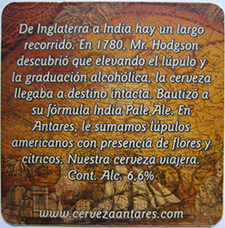 De Inglaterra a India hay un largo
recorrido. En 1780, Mr. Hodgson
descubrió que elevando el lúpulo y
la graduación alcohólica, la cerveza
llegaba a destino intacta. Bautizó a
su fórmula India Pale Ale. En
Antares, le sumamos lúpulos
americanos con presencia de flores y
cítricos. Nuestra cerveza viajera.
Cont. Alc. 6,6%
www.cervezaantares.com